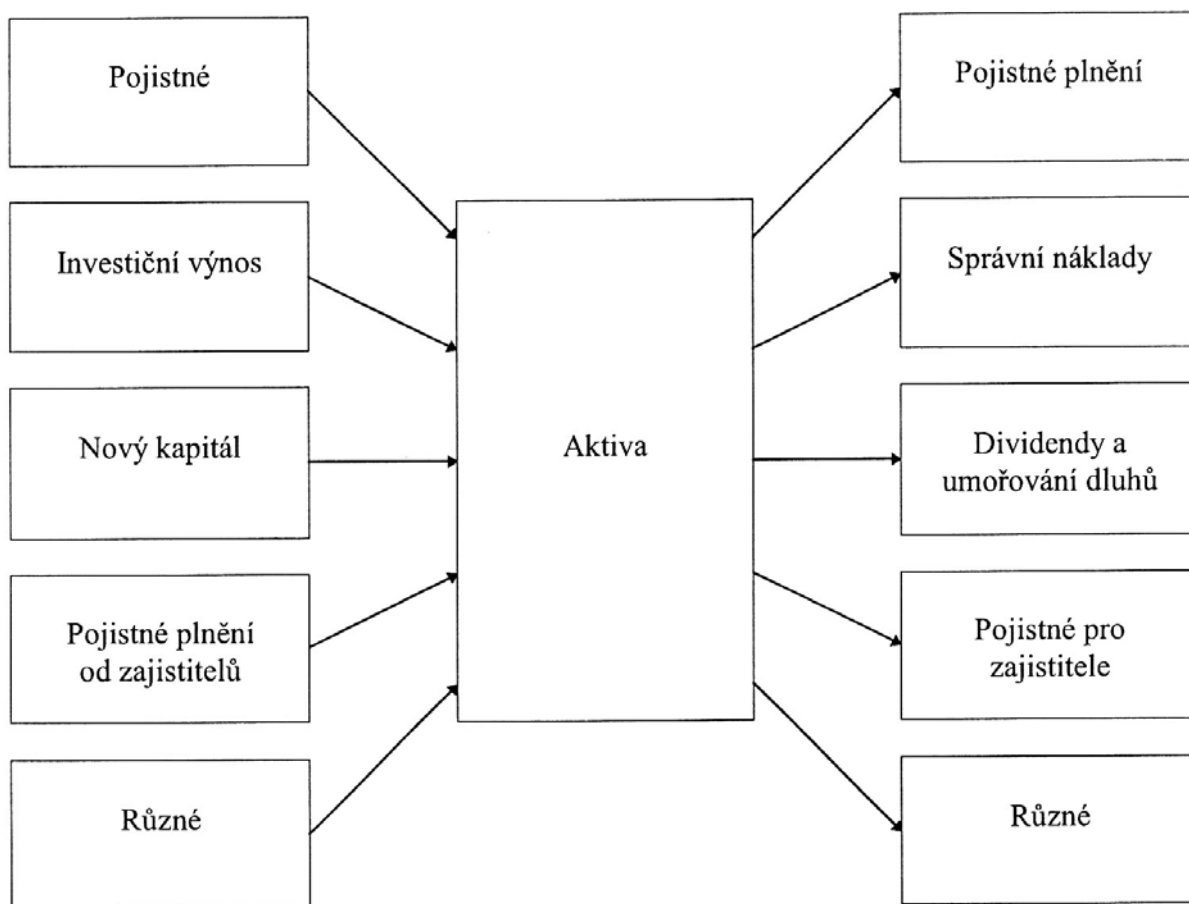 Pojistné
Investiční výnos
Nový kapitál
Pojistné plnění
od zajistitelů
Různé
Aktiva
Pojistné plnění
Správní náklady
Dividendy a
umořování dluhů
Pojistné pro
zajistitele
Různé